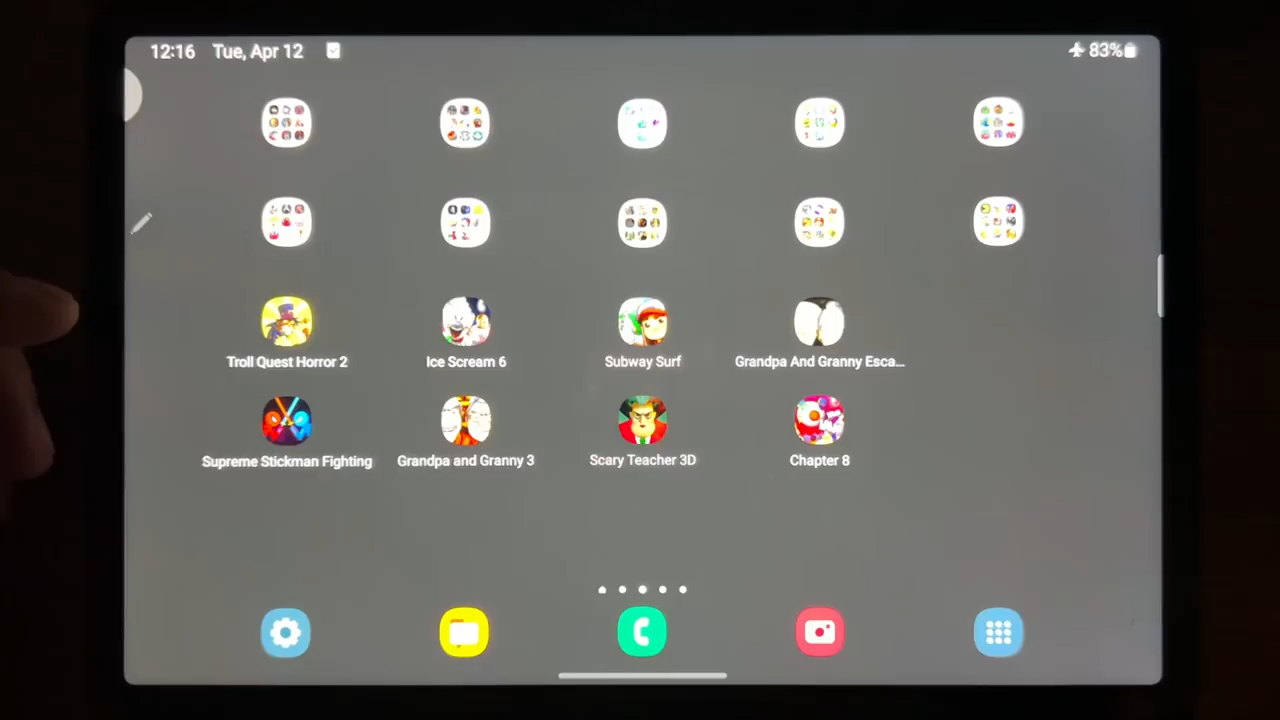 12:16 Tue, Apr 12 83%
Troll Quest Horror 2 Ice Scream 6 Subway Surf Grandpa And Granny Esca...
Supreme Stickman Fighting Grandpa and Granny 3 Scary Teacher 3D Chapter 8